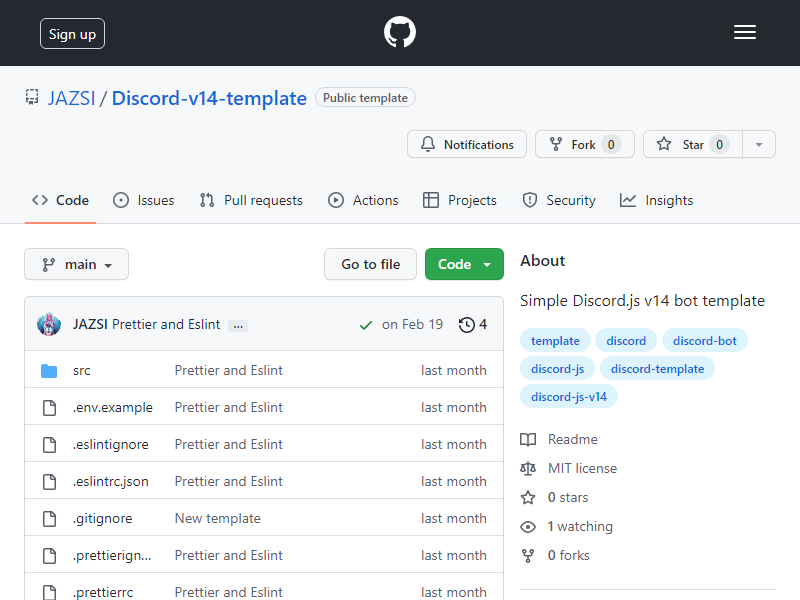 Sign up
JAZSI / Discord-v14-template Public template
Notifications Fork 0 Star 0
Code Issues Pull requests Actions Projects Security Insights
main Go to file Code
JAZSI Prettier and Eslint ... on Feb 19 4
src Prettier and Eslint last month
.env.example Prettier and Eslint last month
.eslintignore Prettier and Eslint last month
.eslintrc.json Prettier and Eslint last month
.gitignore New template last month
.prettierign... Prettier and Eslint last month
.prettierrc Prettier and Eslint last month
About
Simple Discord.js v14 bot template
template discord discord-bot
discord-js discord-template
discord-js-v14
Readme
MIT license
0 stars
1 watching
0 forks